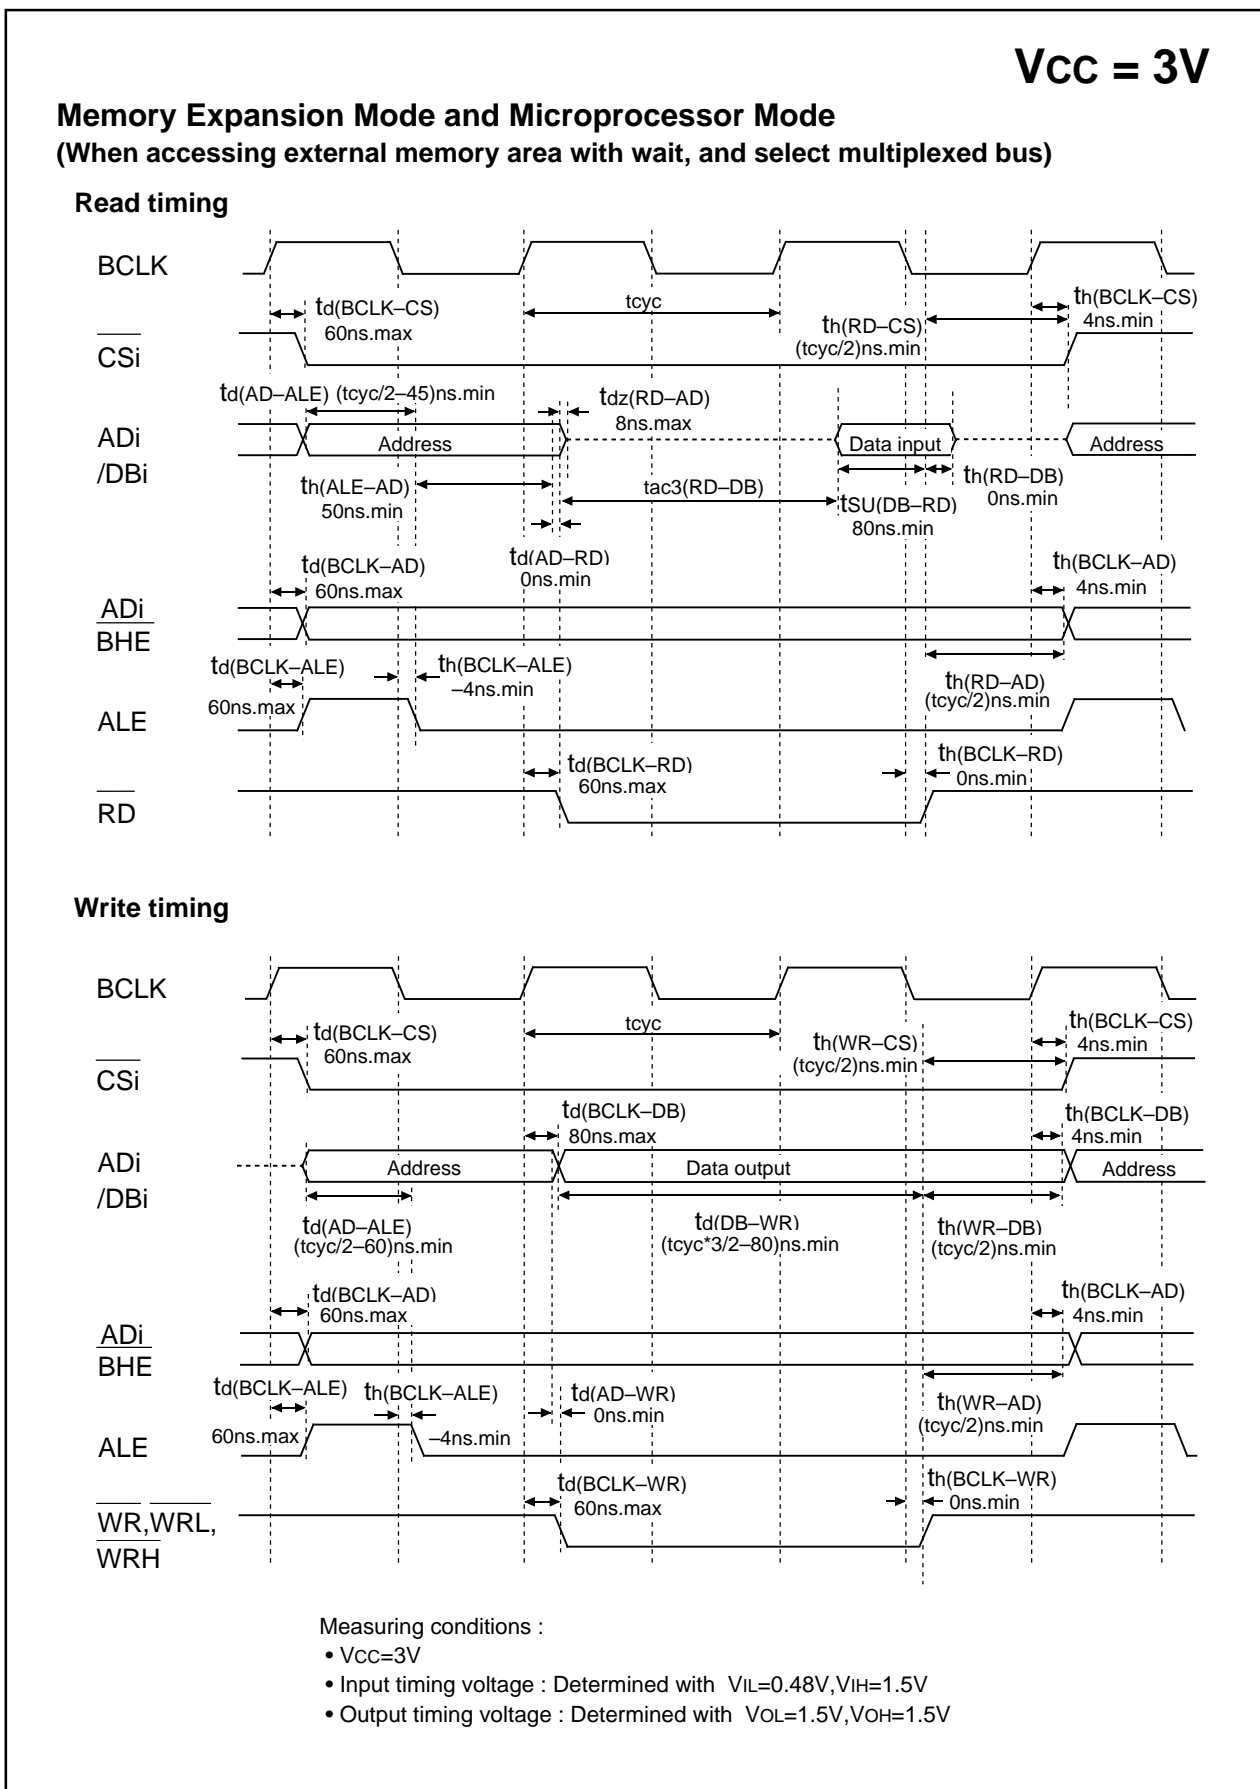 VCC = 3V
Memory Expansion Mode and Microprocessor Mode
(When accessing external memory area with wait, and select multiplexed bus)
Read timing
BCLK
td(BCLK–CS)
60ns.max
tcyc
th(RD–CS)
(tcyc/2)ns.min
th(BCLK–CS)
4ns.min
CSi
td(AD–ALE) (tcyc/2–45)ns.min
tdz(RD–AD)
8ns.max
ADi
/DBi
Address
Data input
Address
th(ALE–AD)
50ns.min
tac3(RD–DB)
tSU(DB–RD)
80ns.min
th(RD–DB)
0ns.min
td(AD–RD)
0ns.min
td(BCLK–AD)
60ns.max
th(BCLK–AD)
4ns.min
ADi
BHE
td(BCLK–ALE)
60ns.max
th(BCLK–ALE)
–4ns.min
th(RD–AD)
(tcyc/2)ns.min
ALE
td(BCLK–RD)
60ns.max
th(BCLK–RD)
0ns.min
RD
Write timing
BCLK
td(BCLK–CS)
60ns.max
tcyc
th(WR–CS)
(tcyc/2)ns.min
th(BCLK–CS)
4ns.min
CSi
td(BCLK–DB)
80ns.max
th(BCLK–DB)
4ns.min
ADi
/DBi
Address
Data output
Address
td(AD–ALE)
(tcyc/2–60)ns.min
td(DB–WR)
(tcyc*3/2–80)ns.min
th(WR–DB)
(tcyc/2)ns.min
td(BCLK–AD)
60ns.max
th(BCLK–AD)
4ns.min
ADi
BHE
td(BCLK–ALE)
60ns.max
th(BCLK–ALE)
–4ns.min
td(AD–WR)
0ns.min
th(WR–AD)
(tcyc/2)ns.min
ALE
td(BCLK–WR)
60ns.max
th(BCLK–WR)
0ns.min
WR,WRL,
WRH
Measuring conditions :
• VCC=3V
• Input timing voltage : Determined with VIL=0.48V,VIH=1.5V
• Output timing voltage : Determined with VOL=1.5V,VOH=1.5V